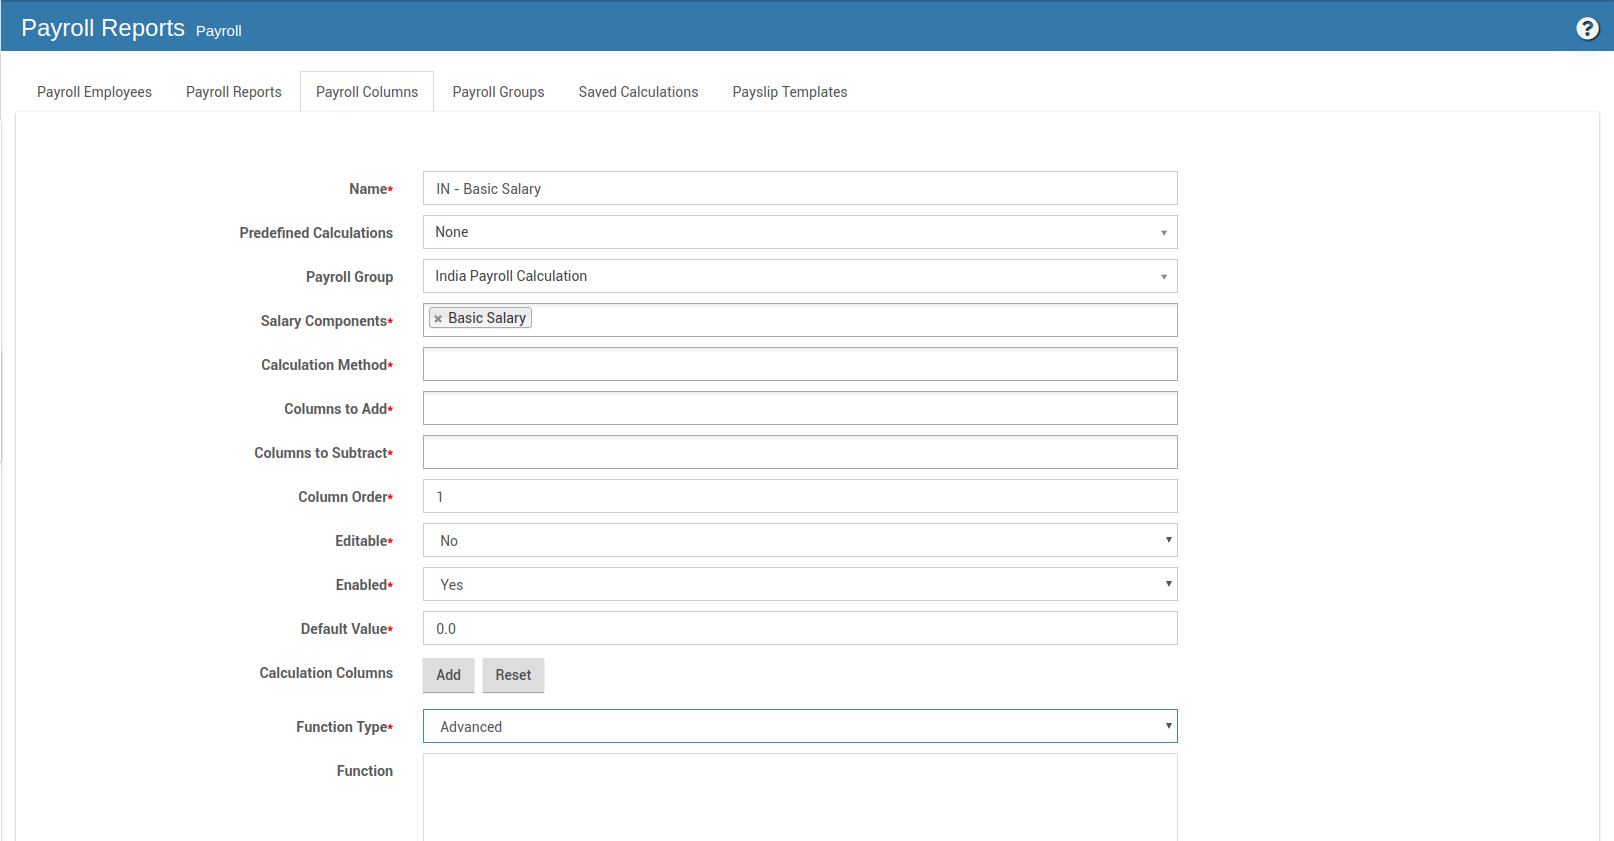 Payroll Reports Payroll
Payroll Employees Payroll Reports Payroll Columns Payroll Groups Saved Calculations Payslip Templates
Name* IN - Basic Salary
Predefined Calculations None
Payroll Group India Payroll Calculation
Salary Components* × Basic Salary
Calculation Method*
Columns to Add*
Columns to Subtract*
Column Order* 1
Editable* No
Enabled* Yes
Default Value* 0.0
Calculation Columns Add Reset
Function Type* Advanced
Function